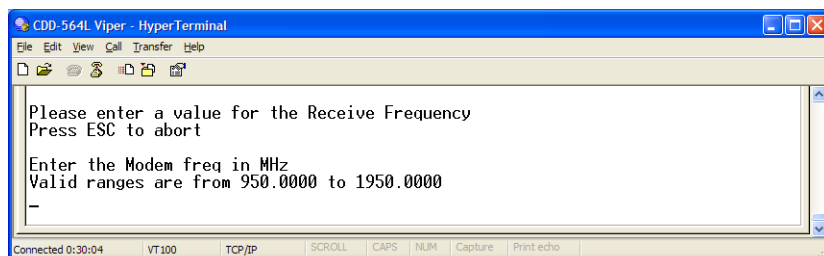 CDD-564L Viper - HyperTerminal
File Edit View Call Transfer Help
Please enter a value for the Receive Frequency
Press ESC to abort
Enter the Modem freq in MHz
Valid ranges are from 950.0000 to 1950.0000
_
Connected 0:30:04 VT100 TCP/IP SCROLL CAPS NUM Capture Print echo